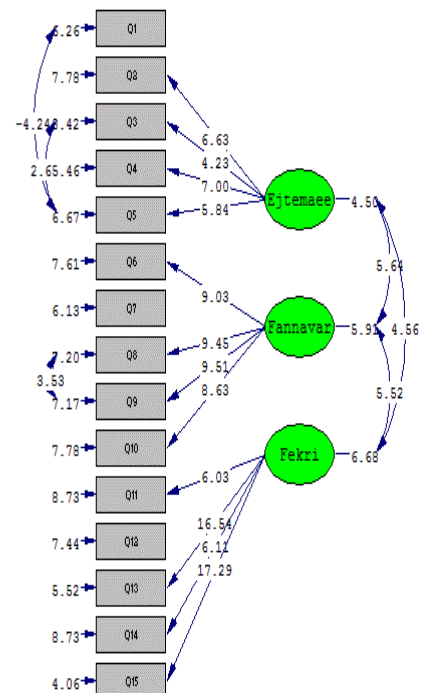 6.26 Q1
7.78 Q2
6.63
-4.24 8.42 Q3
4.23
2.65 5.46 Q4
7.00
Ejtemaee 4.50
6.67 Q5
5.84
7.61 Q6
5.64
9.03
6.13 Q7
Fannavar 5.91 4.56
7.20 Q8
9.45
3.53
9.51
7.17 Q9
8.63
5.52
7.78 Q10
Fekri 6.68
8.73 Q11
6.03
7.44 Q12
16.54
6.11
5.52 Q13
17.29
8.73 Q14
4.06 Q15